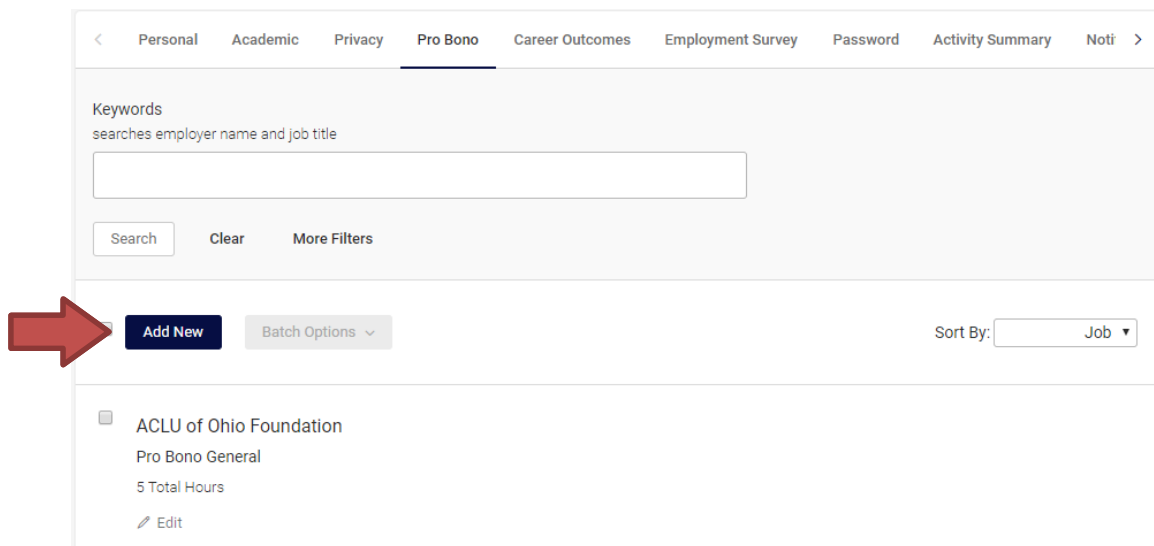 Personal Academic Privacy Pro Bono Career Outcomes Employment Survey Password Activity Summary Noti
Keywords
searches employer name and job title
Search Clear More Filters
Add New Batch Options Sort By: Job
ACLU of Ohio Foundation
Pro Bono General
5 Total Hours
Edit